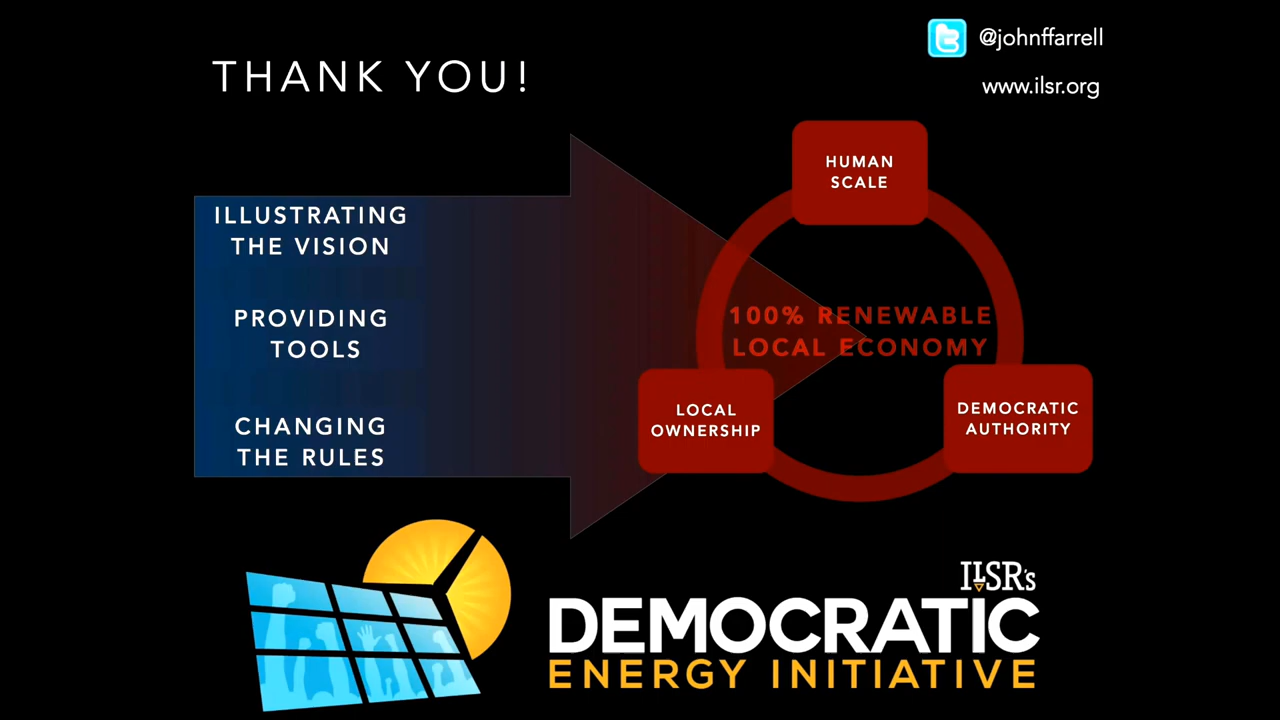 @johnffarrell
THANK YOU!
www.ilsr.org
HUMAN
SCALE
ILLUSTRATING
THE VISION
PROVIDING
TOOLS
100% RENEWABLE
LOCAL ECONOMY
LOCAL
OWNERSHIP
DEMOCRATIC
AUTHORITY
CHANGING
THE RULES
ILSR's
DEMOCRATIC
ENERGY INITIATIVE